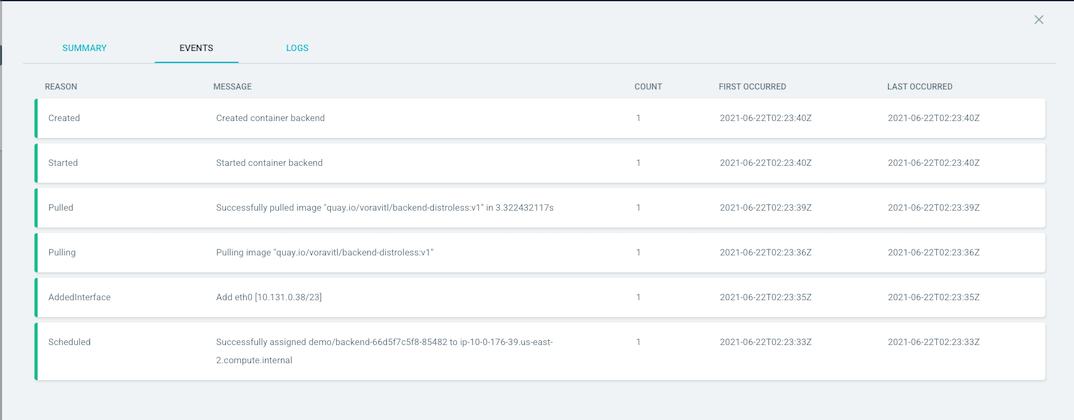 SUMMARY EVENTS LOGS
REASON MESSAGE COUNT FIRST OCCURRED LAST OCCURRED
Created Created container backend 1 2021-06-22T02:23:40Z 2021-06-22T02:23:40Z
Started Started container backend 1 2021-06-22T02:23:40Z 2021-06-22T02:23:40Z
Pulled Successfully pulled image "quay.io/voravitl/backend-distroless:v1" in 3.322432117s 1 2021-06-22T02:23:39Z 2021-06-22T02:23:39Z
Pulling Pulling image "quay.io/voravitl/backend-distroless:v1" 1 2021-06-22T02:23:36Z 2021-06-22T02:23:36Z
AddedInterface Add eth0 [10.131.0.38/23] 1 2021-06-22T02:23:35Z 2021-06-22T02:23:35Z
Scheduled Successfully assigned demo/backend-66d5f7c5f8-85482 to ip-10-0-176-39.us-east- 1 2021-06-22T02:23:33Z 2021-06-22T02:23:33Z
2.compute.internal